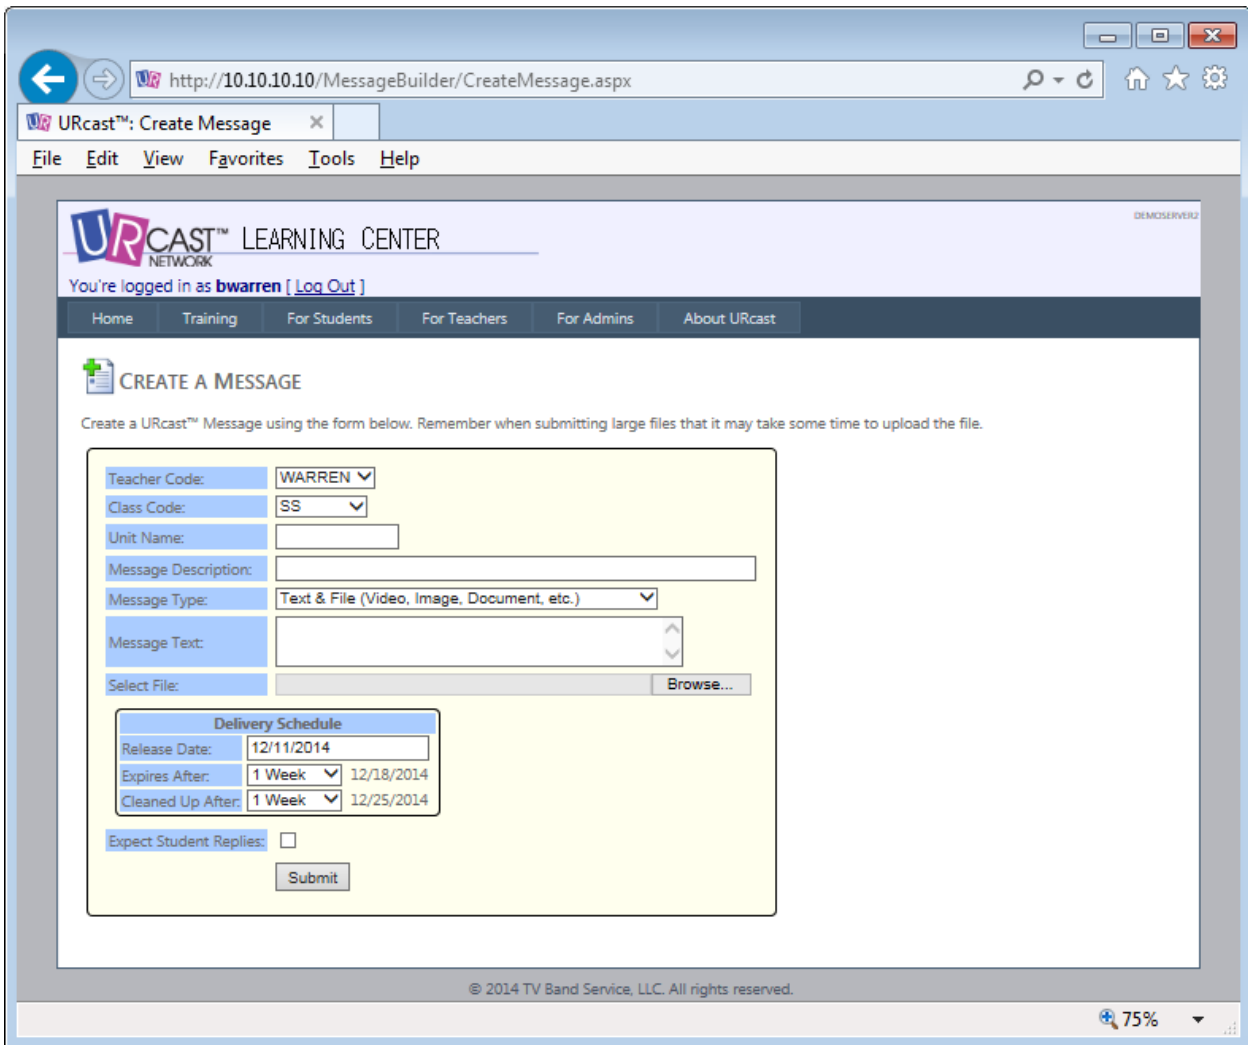 http://10.10.10.10/MessageBuilder/CreateMessage.aspx
URcast™: Create Message
File Edit View Favorites Tools Help
DEMOSERVER2
URCAST™ LEARNING CENTER
NETWORK
You're logged in as bwarren [ Log Out ]
Home Training For Students For Teachers For Admins About URcast
CREATE A MESSAGE
Create a URcast™ Message using the form below. Remember when submitting large files that it may take some time to upload the file.
Teacher Code: WARREN
Class Code: SS
Unit Name:
Message Description:
Message Type: Text & File (Video, Image, Document, etc.)
Message Text:
Select File: Browse...
Delivery Schedule
Release Date: 12/11/2014
Expires After: 1 Week 12/18/2014
Cleaned Up After: 1 Week 12/25/2014
Expect Student Replies:
Submit
© 2014 TV Band Service, LLC. All rights reserved.
75%